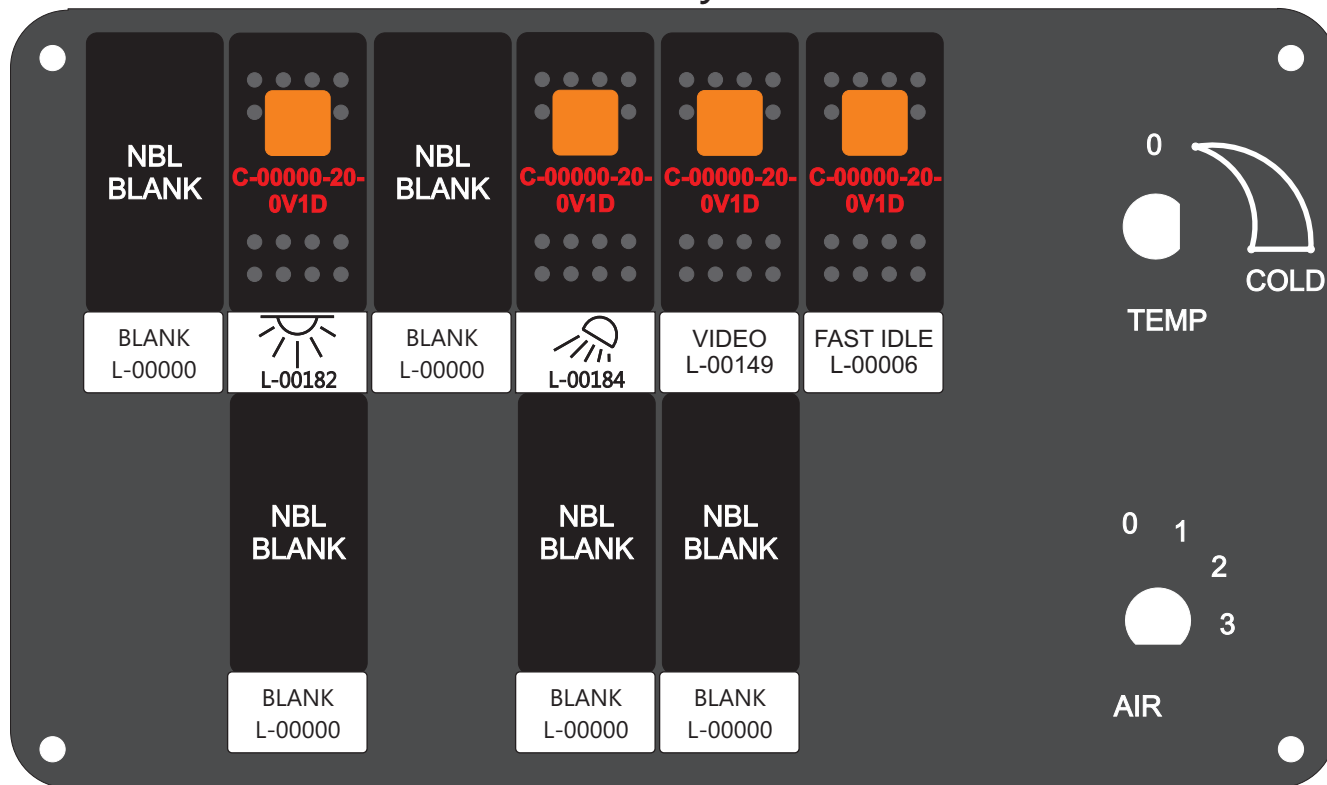 NBL
BLANK
C-00000-20-
0V1D
NBL
BLANK
C-00000-20-
0V1D
C-00000-20-
0V1D
C-00000-20-
0V1D
BLANK
L-00000
L-00182
BLANK
L-00000
L-00184
VIDEO
L-00149
FAST IDLE
L-00006
0
COLD
TEMP
NBL
BLANK
NBL
BLANK
NBL
BLANK
BLANK
L-00000
BLANK
L-00000
BLANK
L-00000
0
1
2
3
AIR